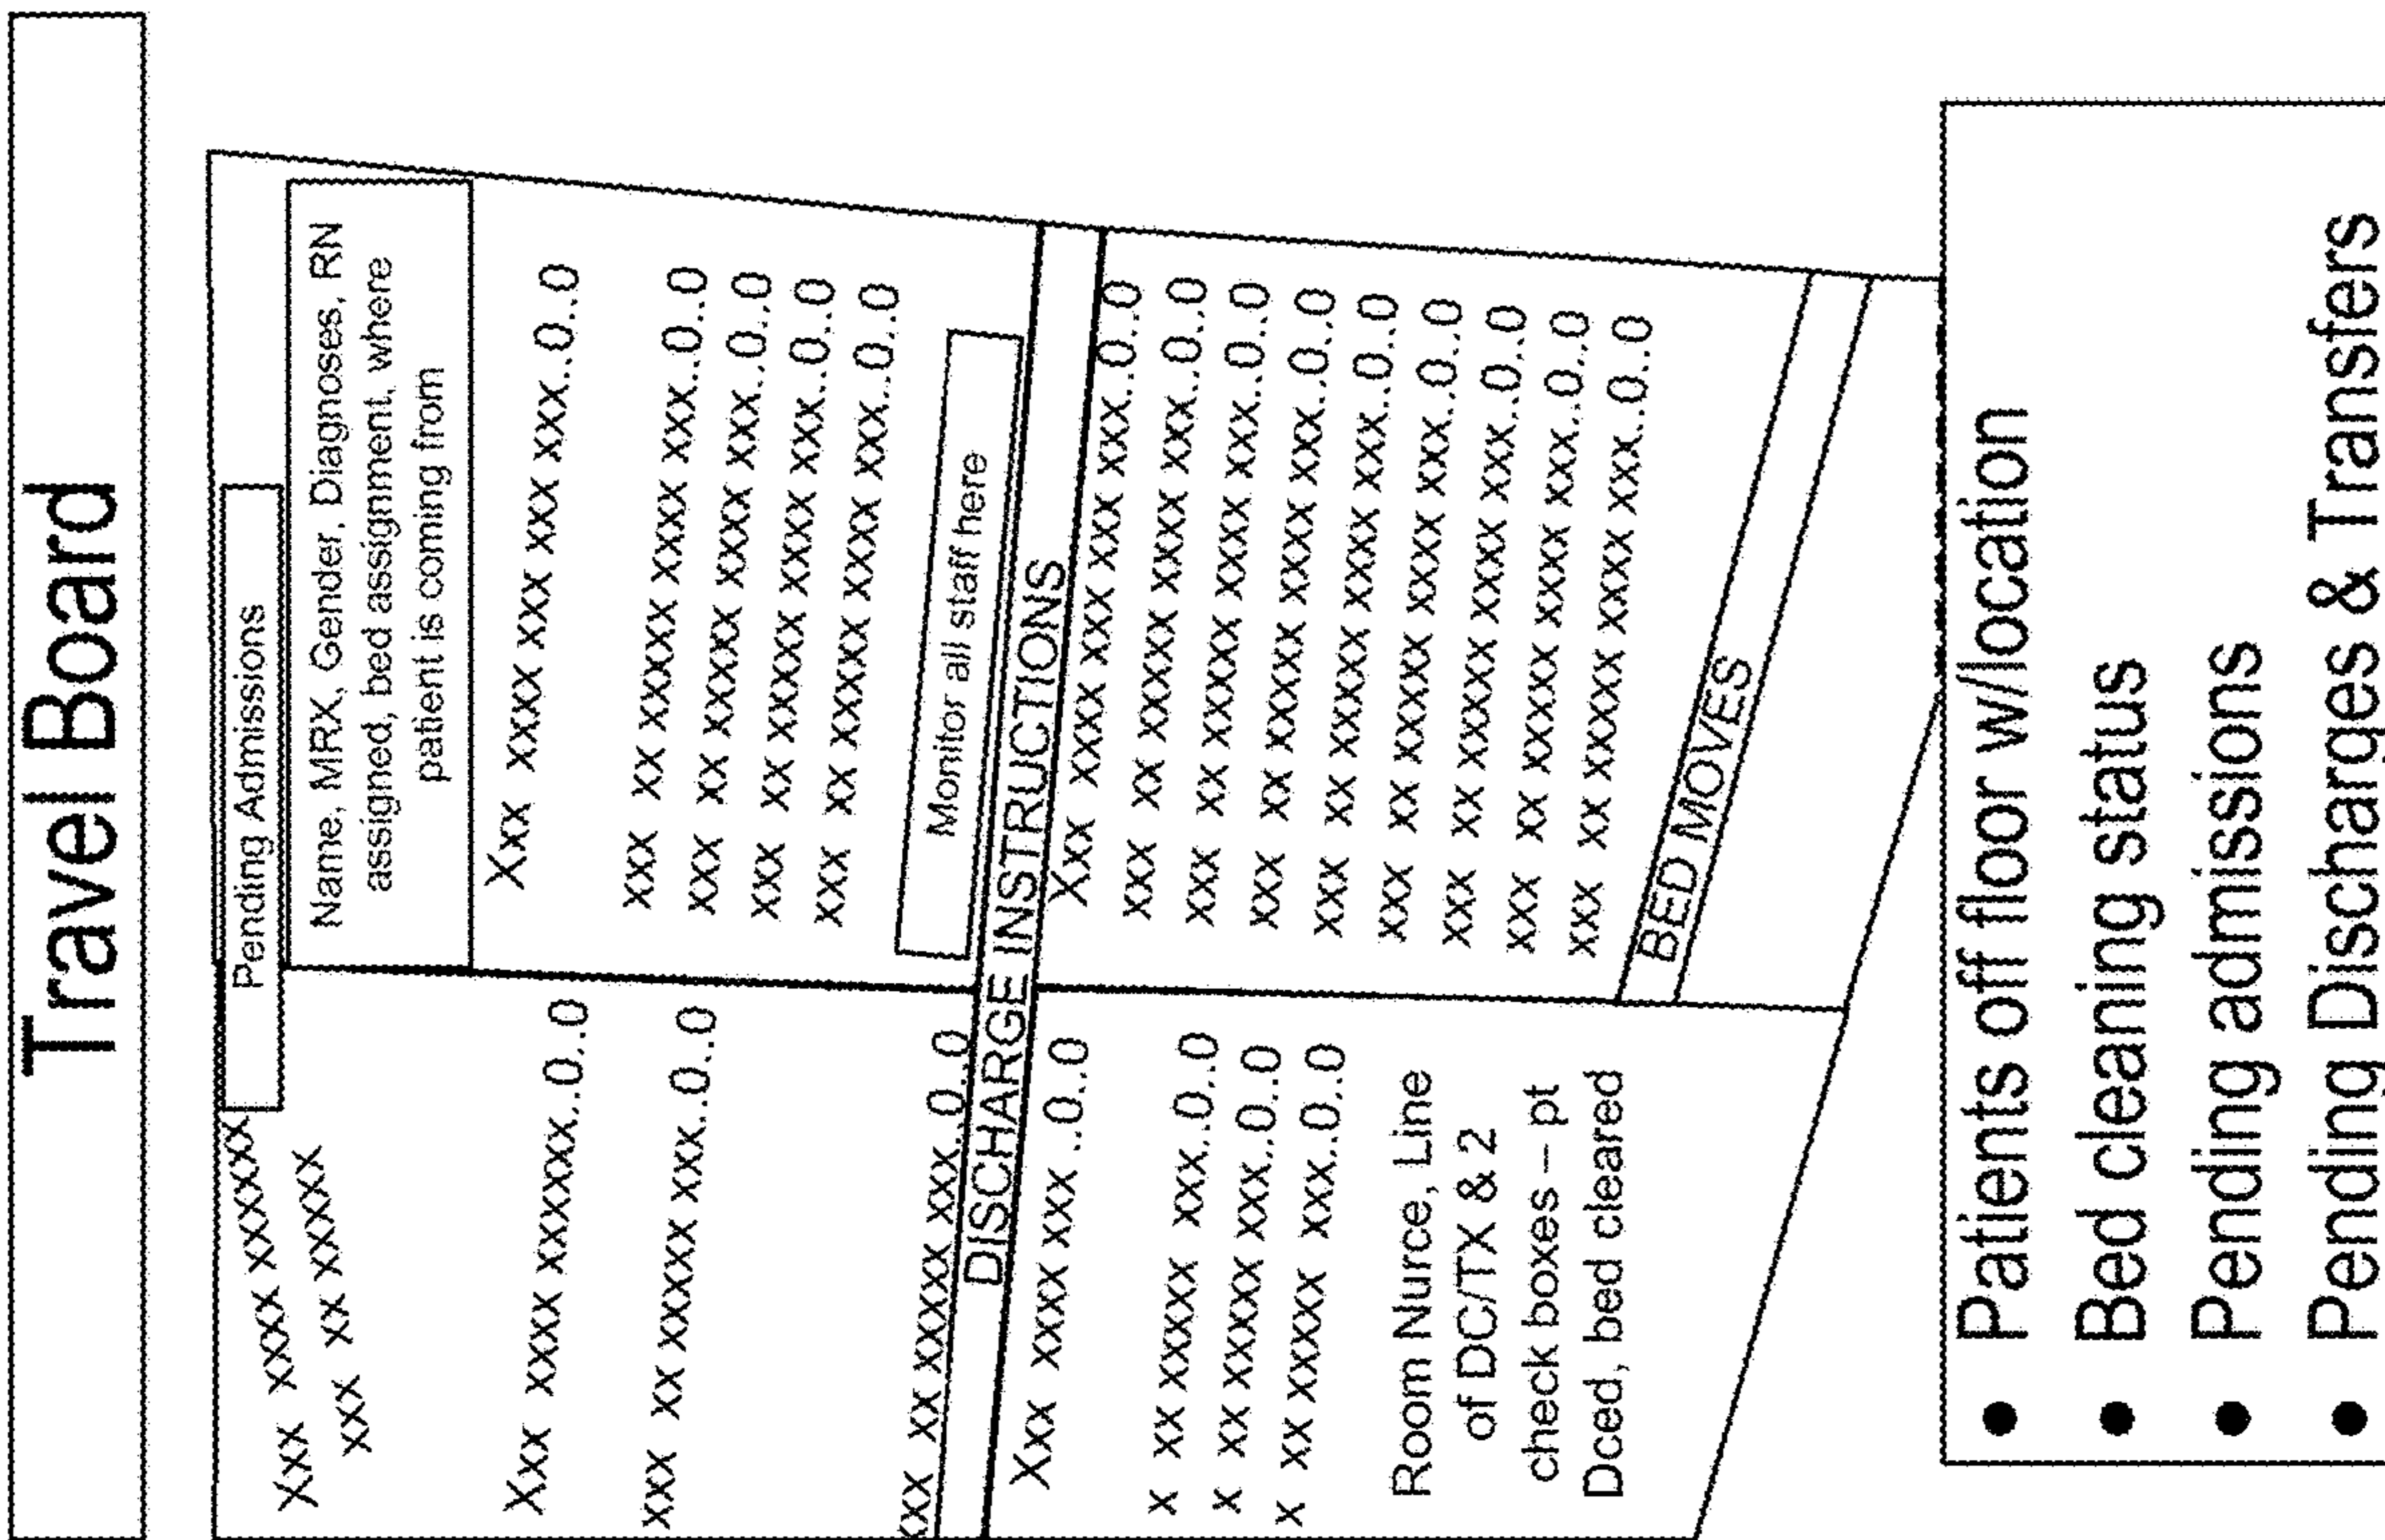 Travel Board
Pending Admissions
Name, MRX, Gender, Diagnoses, RN
assigned, bed assignment, where
patient is coming from
Xxx xxxx xxxxx
xxx xx xxxxx
Xxx xxxx xxxxx..0..0
xxx xx xxxxx xxx..0..0
xxx xx xxxxx xxx..0..0
Xxx xxxx xxx xxx xxx..0..0
xxx xx xxxxx xxxx xxx..0..0
xxx xx xxxxx xxxx xxx..0..0
xxx xx xxxxx xxxx xxx..0..0
xxx xx xxxxx xxxx xxx..0..0
Monitor all staff here
DISCHARGE INSTRUCTIONS
Xxx xxxx xxx ..0..0
x xx xxxxx xxx..0..0
x xx xxxxx xxx..0..0
x xx xxxxx xxx..0..0
Room Nurce, Line
of DC/TX & 2
check boxes – pt
Dced, bed cleared
Xxx xxxx xxx xxx xxx..0..0
xxx xx xxxxx xxxx xxx..0..0
xxx xx xxxxx xxxx xxx..0..0
xxx xx xxxxx xxxx xxx..0..0
xxx xx xxxxx xxxx xxx..0..0
xxx xx xxxxx xxxx xxx..0..0
xxx xx xxxxx xxxx xxx..0..0
xxx xx xxxxx xxxx xxx..0..0
xxx xx xxxxx xxxx xxx..0..0
BED MOVES
• Patients off floor w/location
• Bed cleaning status
• Pending admissions
• Pending Discharges & Transfers